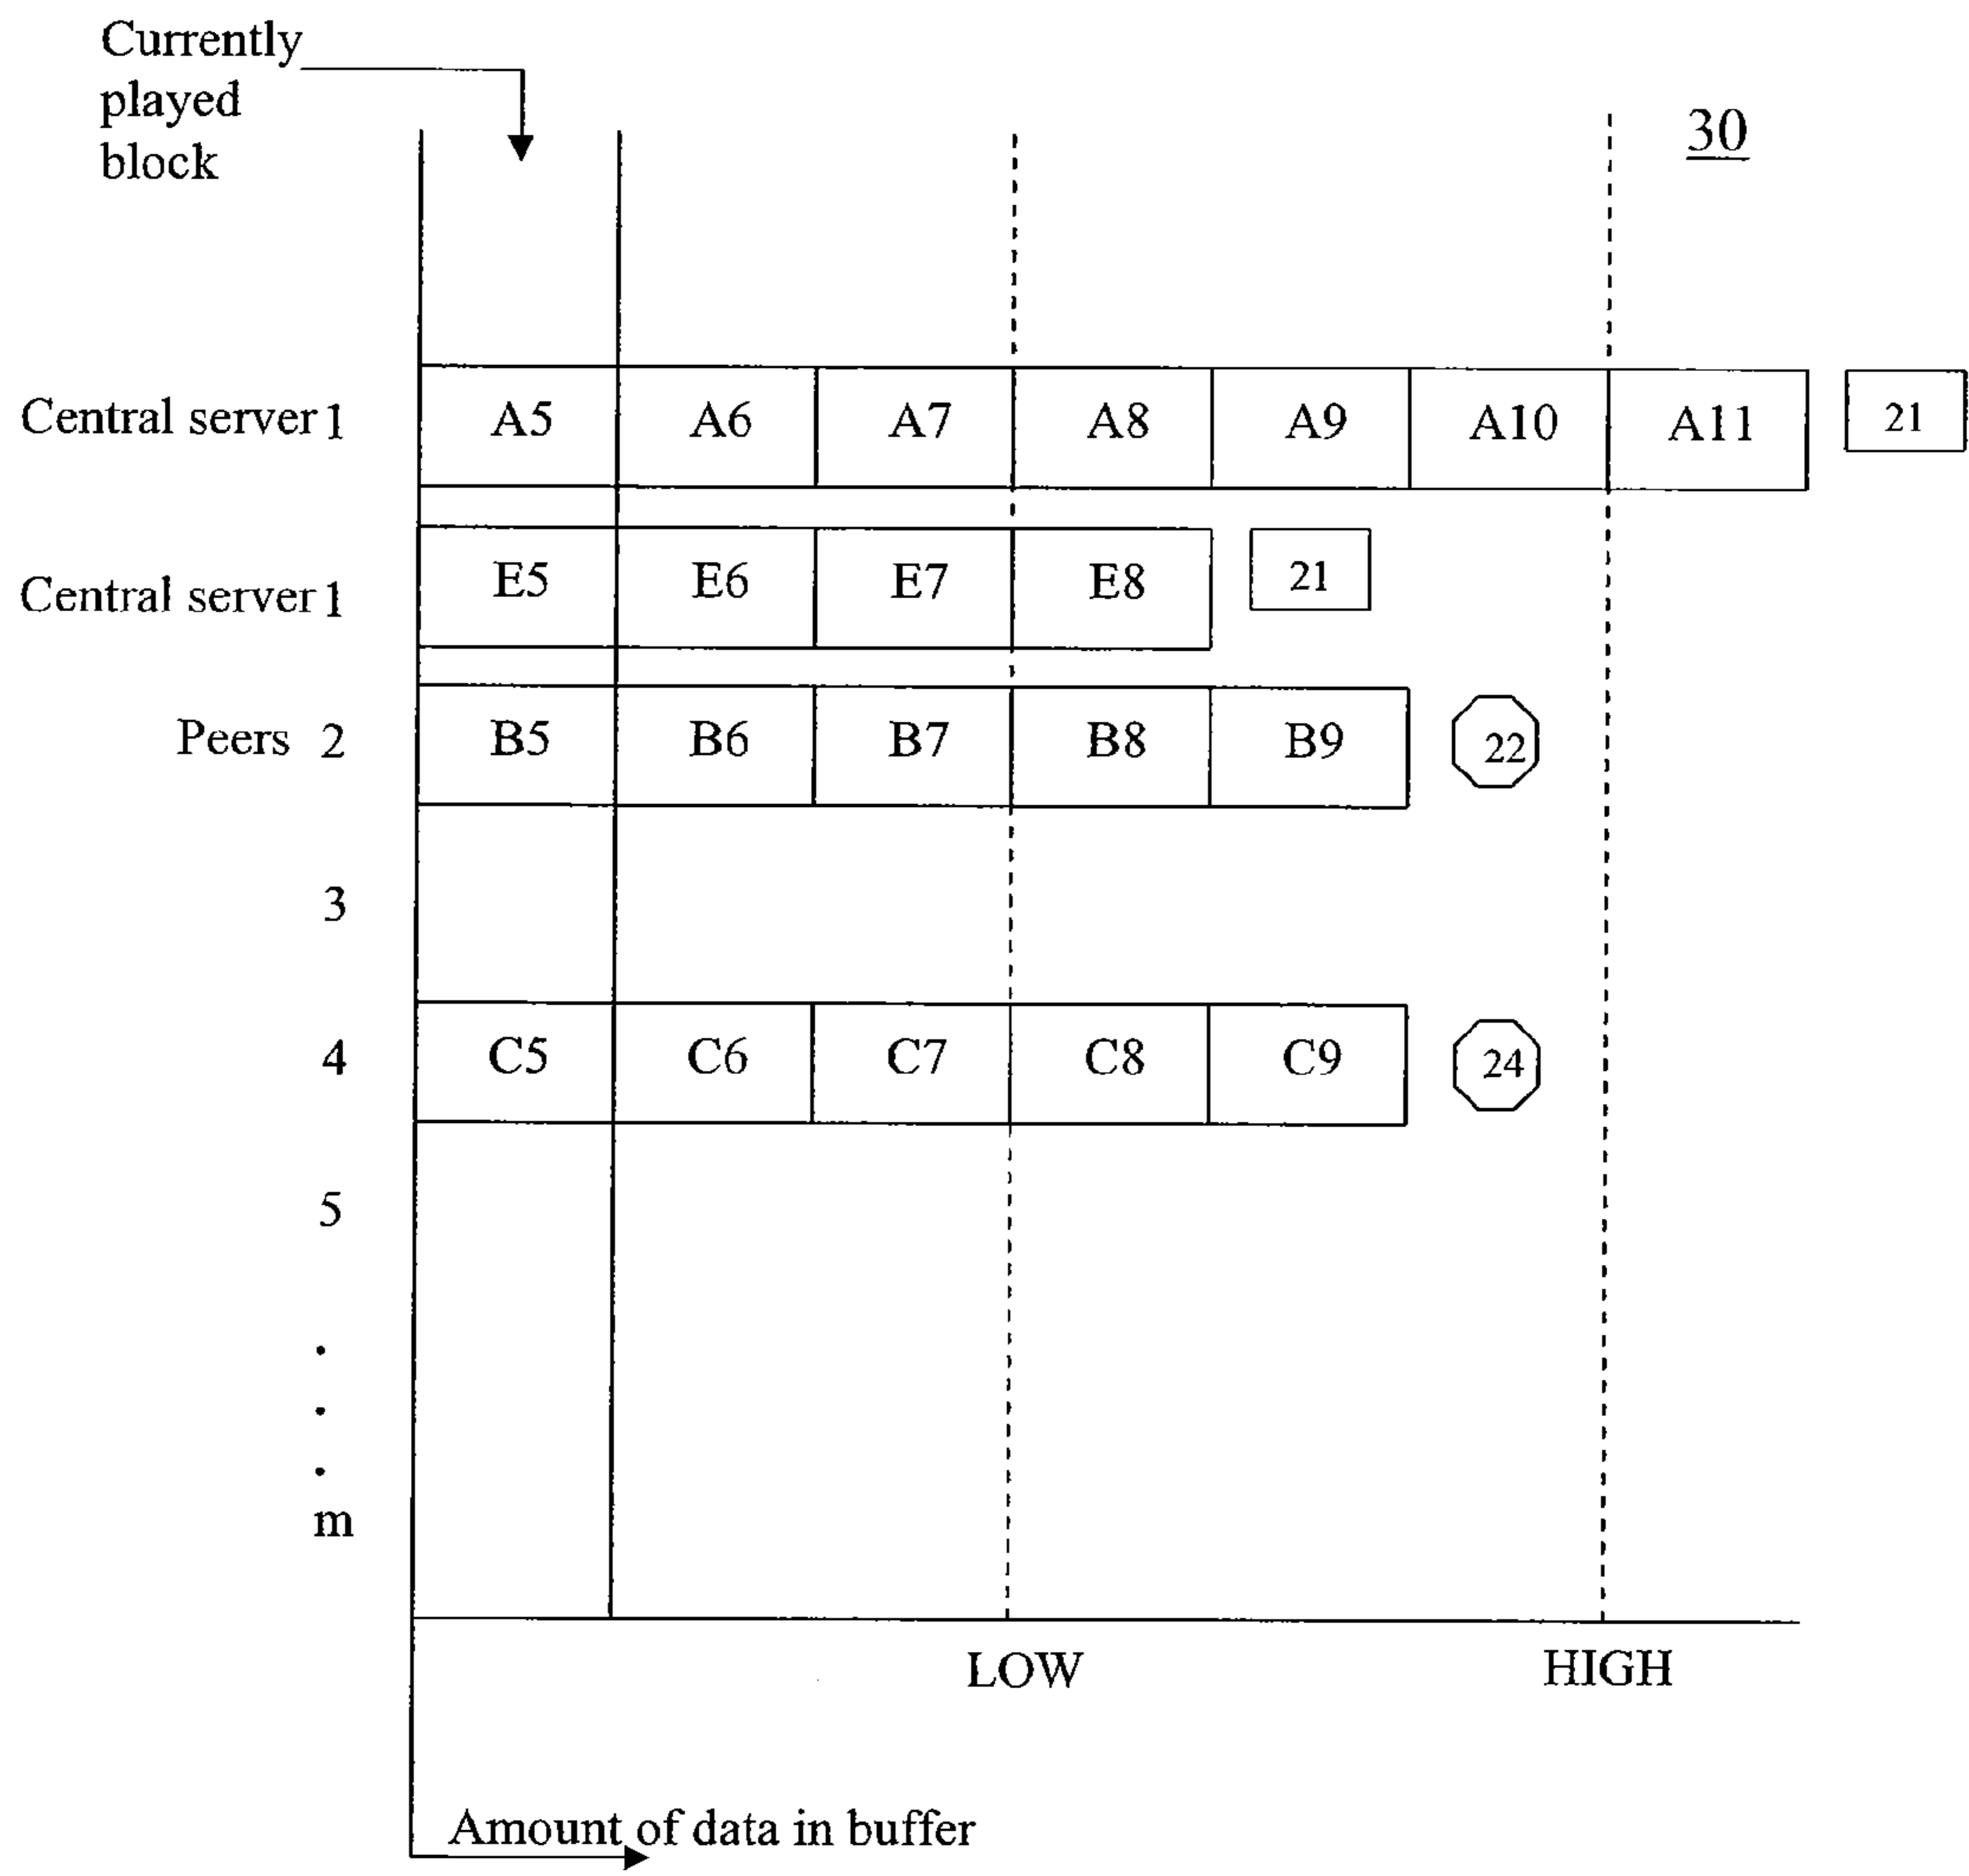 Currently
played
block
30
Central server 1 A5 A6 A7 A8 A9 A10 A11 21
Central server 1 E5 E6 E7 E8 21
Peers 2 B5 B6 B7 B8 B9 22
3
4 C5 C6 C7 C8 C9 24
5
.
.
.
m
LOW HIGH
Amount of data in buffer